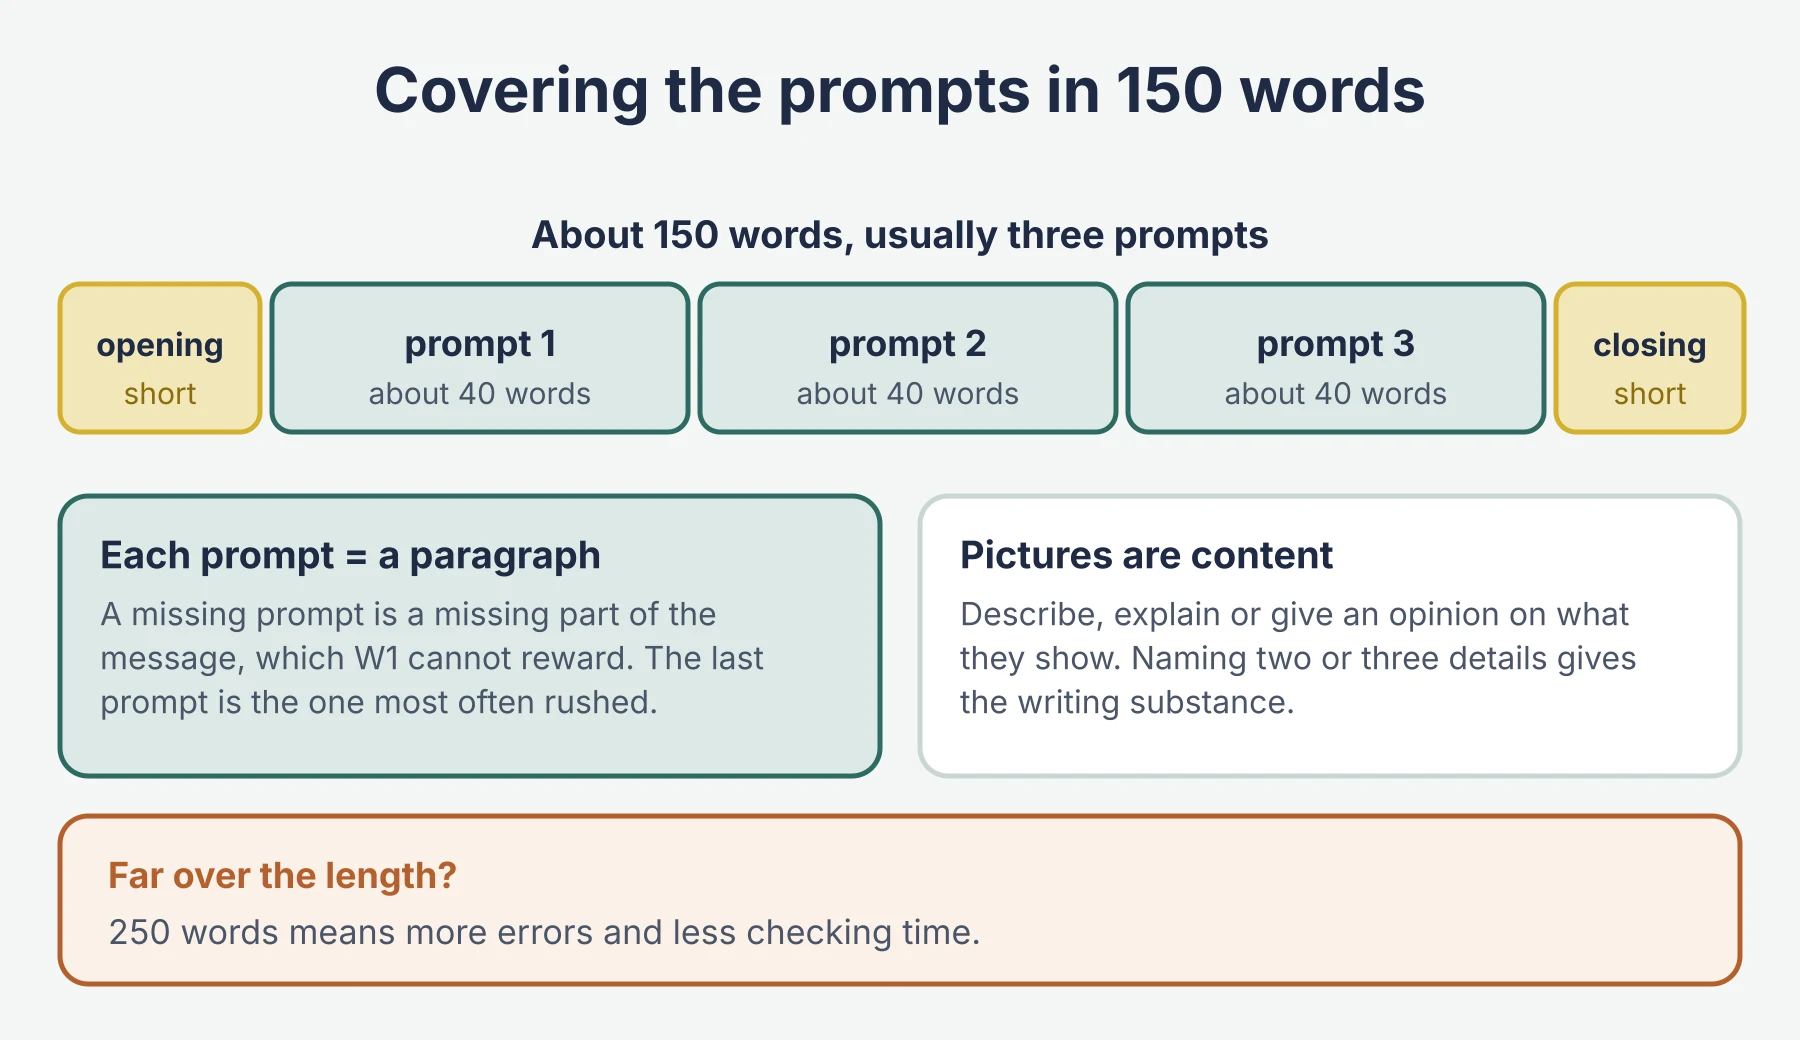 Covering the prompts in 150 words
About 150 words, usually three prompts
opening
short
prompt 1
about 40 words
prompt 2
about 40 words
prompt 3
about 40 words
closing
short
Each prompt = a paragraph
A missing prompt is a missing part of the
message, which W1 cannot reward. The last
prompt is the one most often rushed.
Pictures are content
Describe, explain or give an opinion on what
they show. Naming two or three details gives
the writing substance.
Far over the length?
250 words means more errors and less checking time.